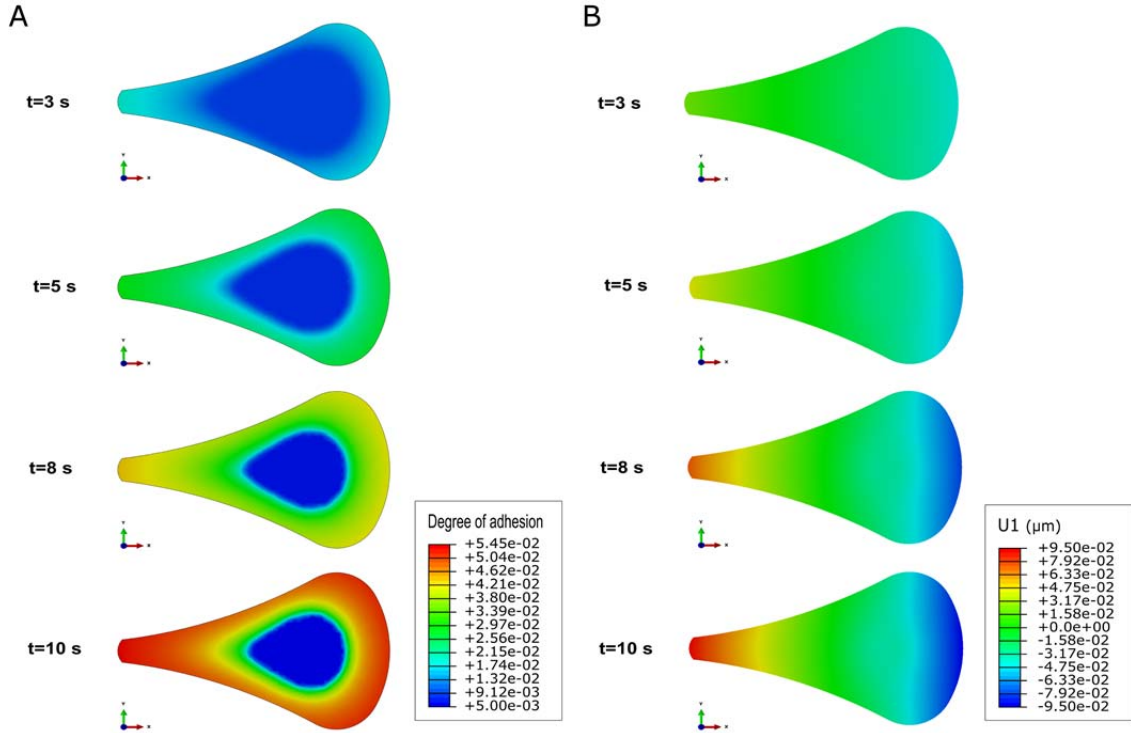 A
t=3 s
Y
X
t=5 s
Y
X
t=8 s
Y
X
t=10 s
Y
X
Degree of adhesion
+5.45e-02
+5.04e-02
+4.62e-02
+4.21e-02
+3.80e-02
+3.39e-02
+2.97e-02
+2.56e-02
+2.15e-02
+1.74e-02
+1.32e-02
+9.12e-03
+5.00e-03
B
t=3 s
Y
X
t=5 s
Y
X
t=8 s
Y
X
t=10 s
Y
X
U1 (µm)
+9.50e-02
+7.92e-02
+6.33e-02
+4.75e-02
+3.17e-02
+1.58e-02
+0.0e+00
-1.58e-02
-3.17e-02
-4.75e-02
-6.33e-02
-7.92e-02
-9.50e-02